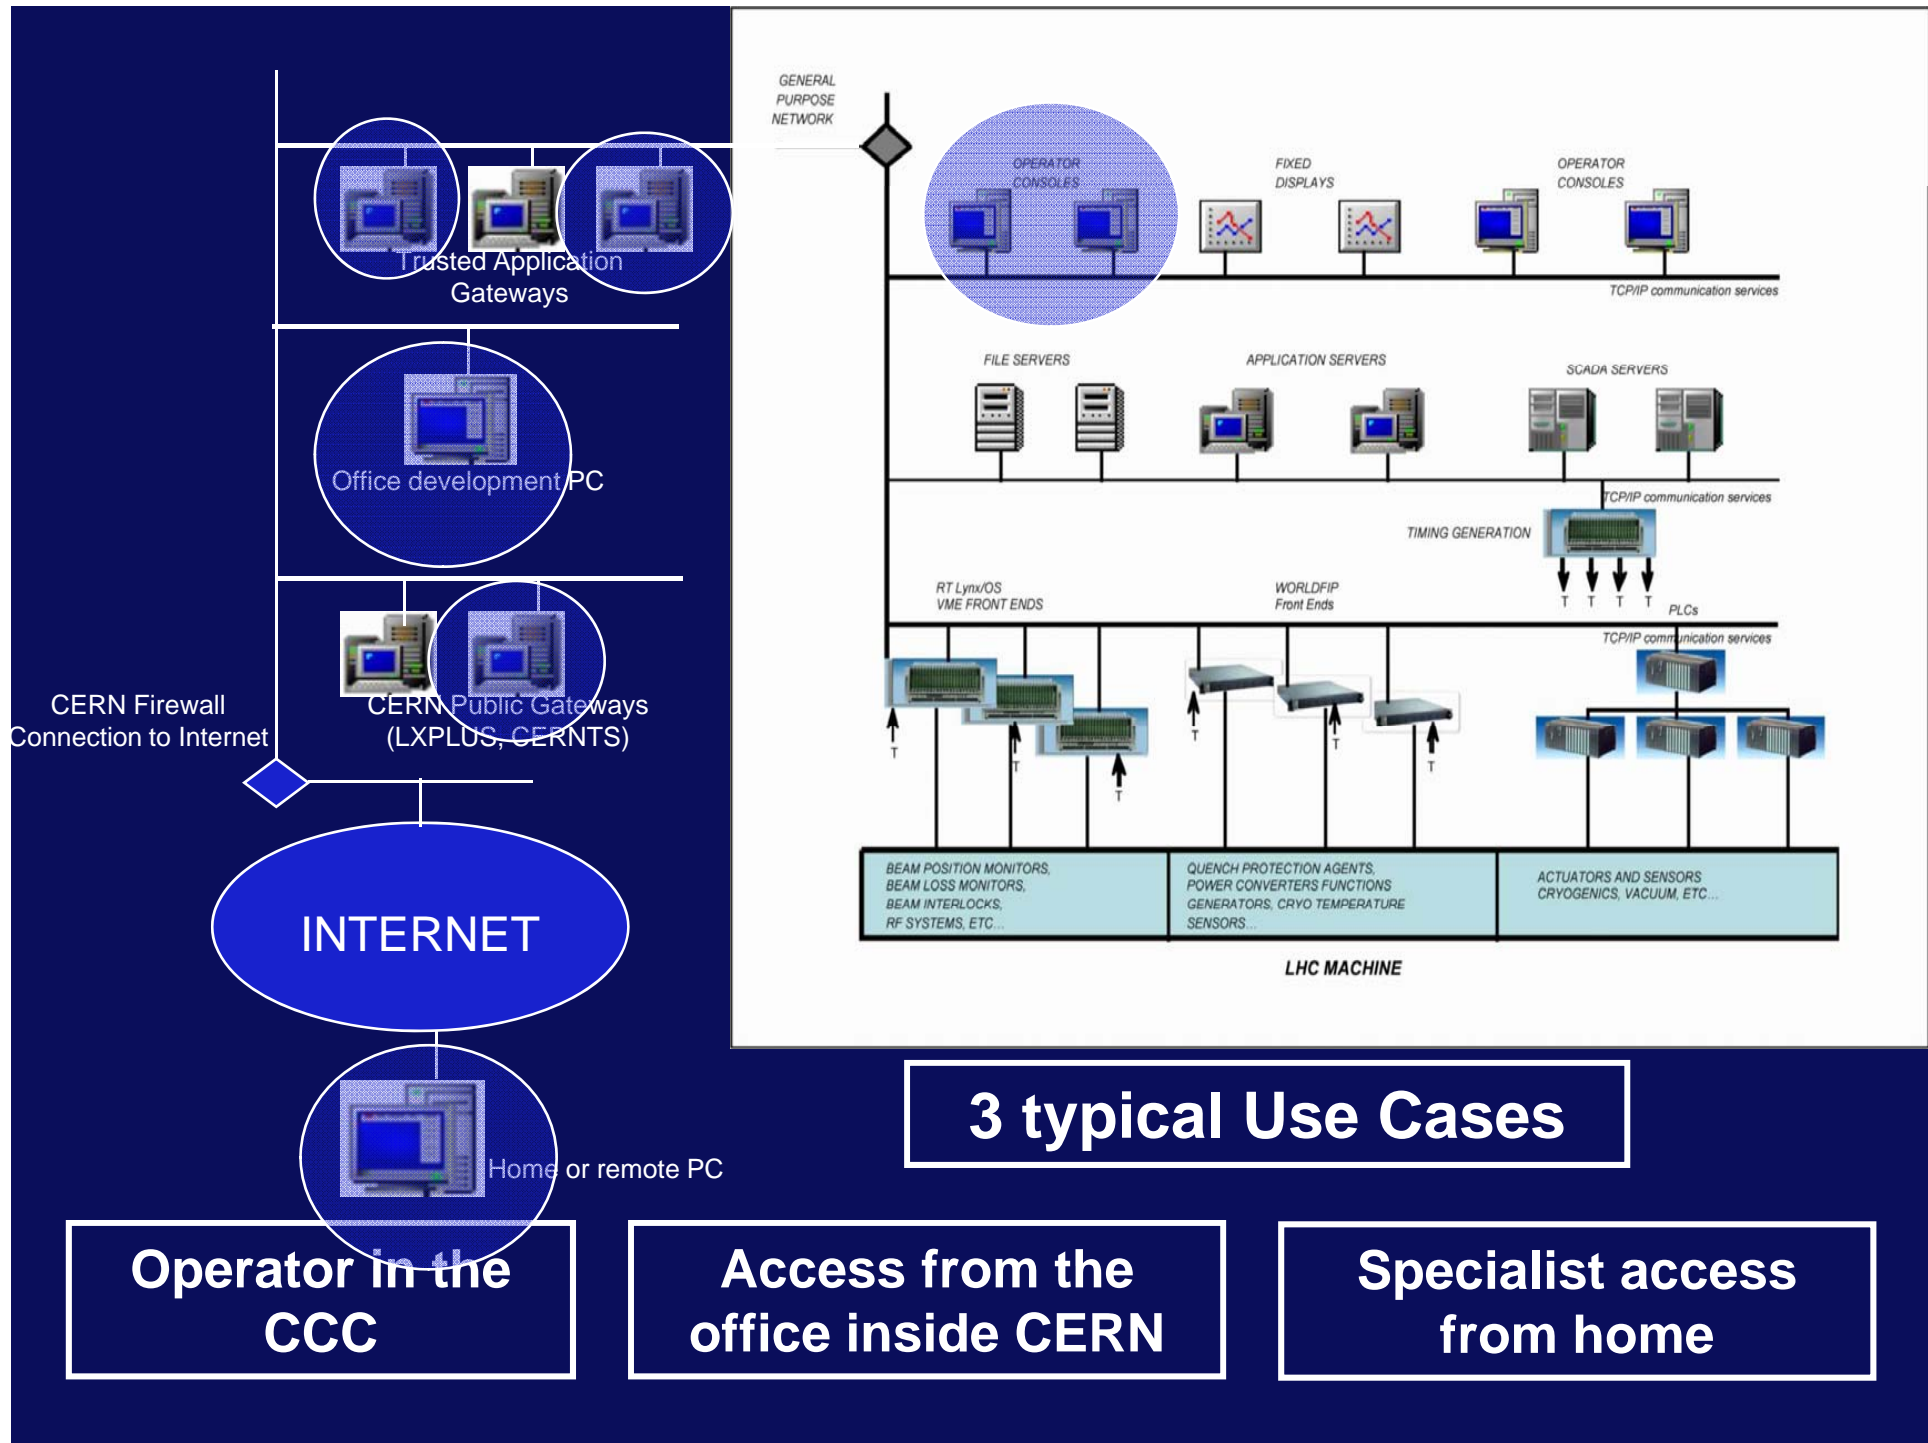 GENERAL
PURPOSE
NETWORK
OPERATOR
CONSOLES
FIXED
DISPLAYS
OPERATOR
CONSOLES
TCP/IP communication services
Trusted Application
Gateways
FILE SERVERS
APPLICATION SERVERS
SCADA SERVERS
Office development PC
TCP/IP communication services
TIMING GENERATION
T T T T
RT Lynx/OS
VME FRONT ENDS
WORLDFIP
Front Ends
PLCs
TCP/IP communication services
T
T
T
T
T
T
CERN Firewall
Connection to Internet
CERN Public Gateways
(LXPLUS, CERNTS)
BEAM POSITION MONITORS,
BEAM LOSS MONITORS,
BEAM INTERLOCKS,
RF SYSTEMS, ETC...
QUENCH PROTECTION AGENTS,
POWER CONVERTERS FUNCTIONS
GENERATORS, CRYO TEMPERATURE
SENSORS...
ACTUATORS AND SENSORS
CRYOGENICS, VACUUM, ETC...
LHC MACHINE
INTERNET
Home or remote PC
3 typical Use Cases
Operator in the
CCC
Access from the
office inside CERN
Specialist access
from home